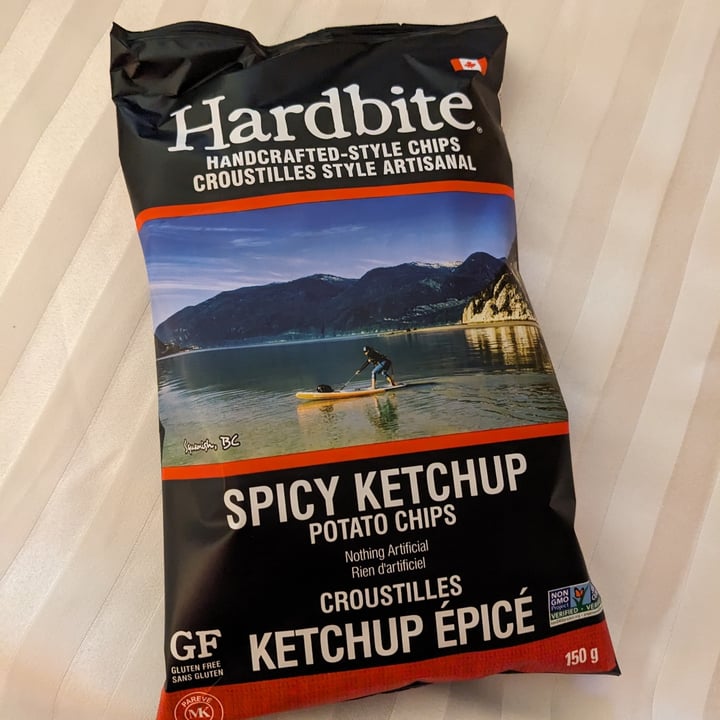 Hardbite®
HANDCRAFTED-STYLE CHIPS
CROUSTILLES STYLE ARTISANAL
Squamish, BC
SPICY KETCHUP
POTATO CHIPS
Nothing Artificial
Rien d'artificiel
CROUSTILLES
KETCHUP ÉPICÉ
GF
GLUTEN FREE
SANS GLUTEN
NON
GMO
Project
VERIFIED
150 g
PAREVE
MK